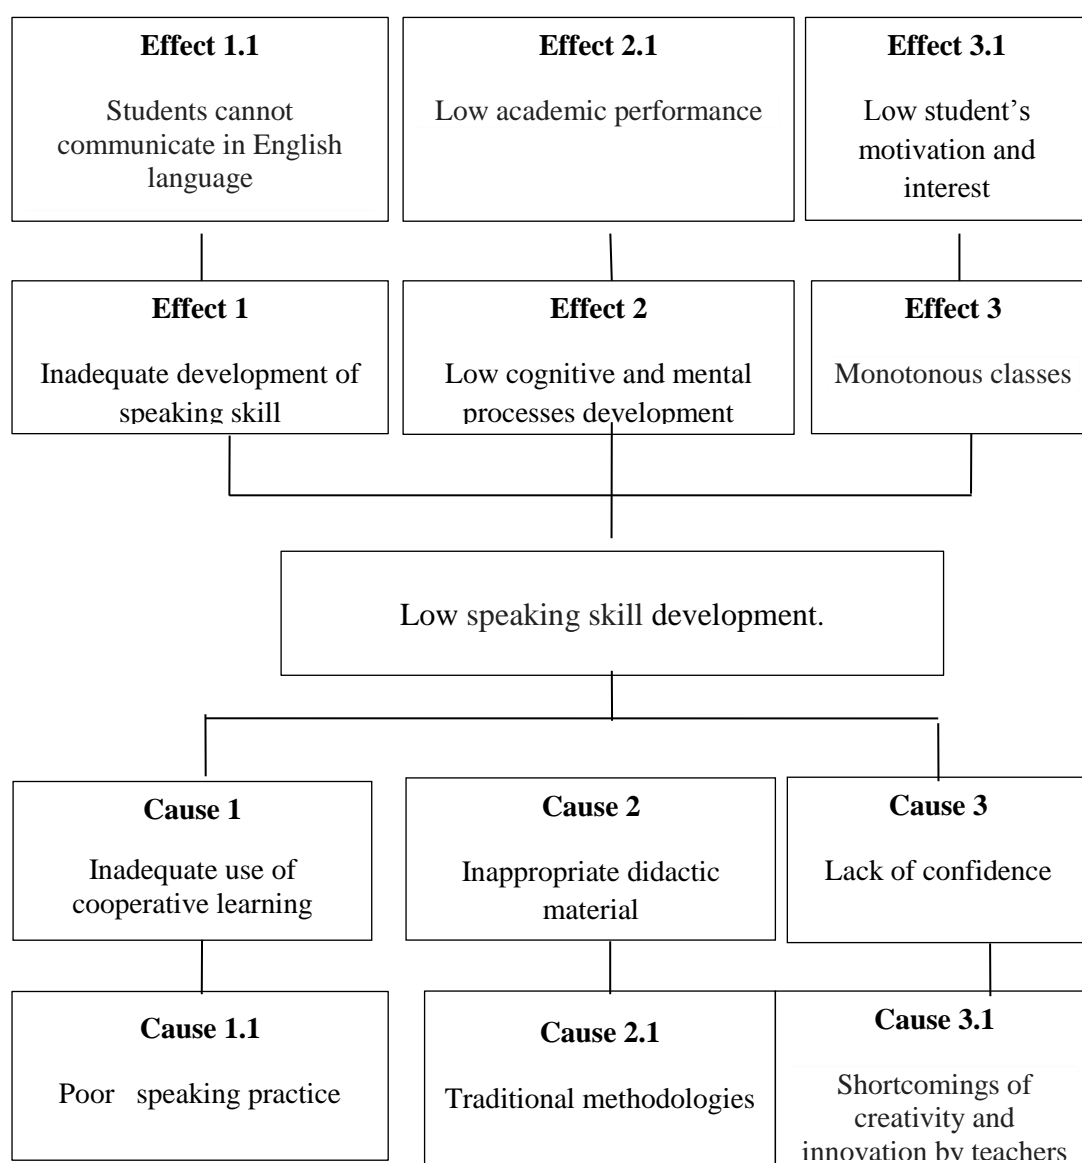 Effect 1.1
Students cannot
communicate in English
language
Effect 2.1
Low academic performance
Effect 3.1
Low student’s
motivation and
interest
Effect 1
Inadequate development of
speaking skill
Effect 2
Low cognitive and mental
processes development
Effect 3
Monotonous classes
Low speaking skill development.
Cause 1
Inadequate use of
cooperative learning
Cause 2
Inappropriate didactic
material
Cause 3
Lack of confidence
Cause 1.1
Poor speaking practice
Cause 2.1
Traditional methodologies
Cause 3.1
Shortcomings of
creativity and
innovation by teachers